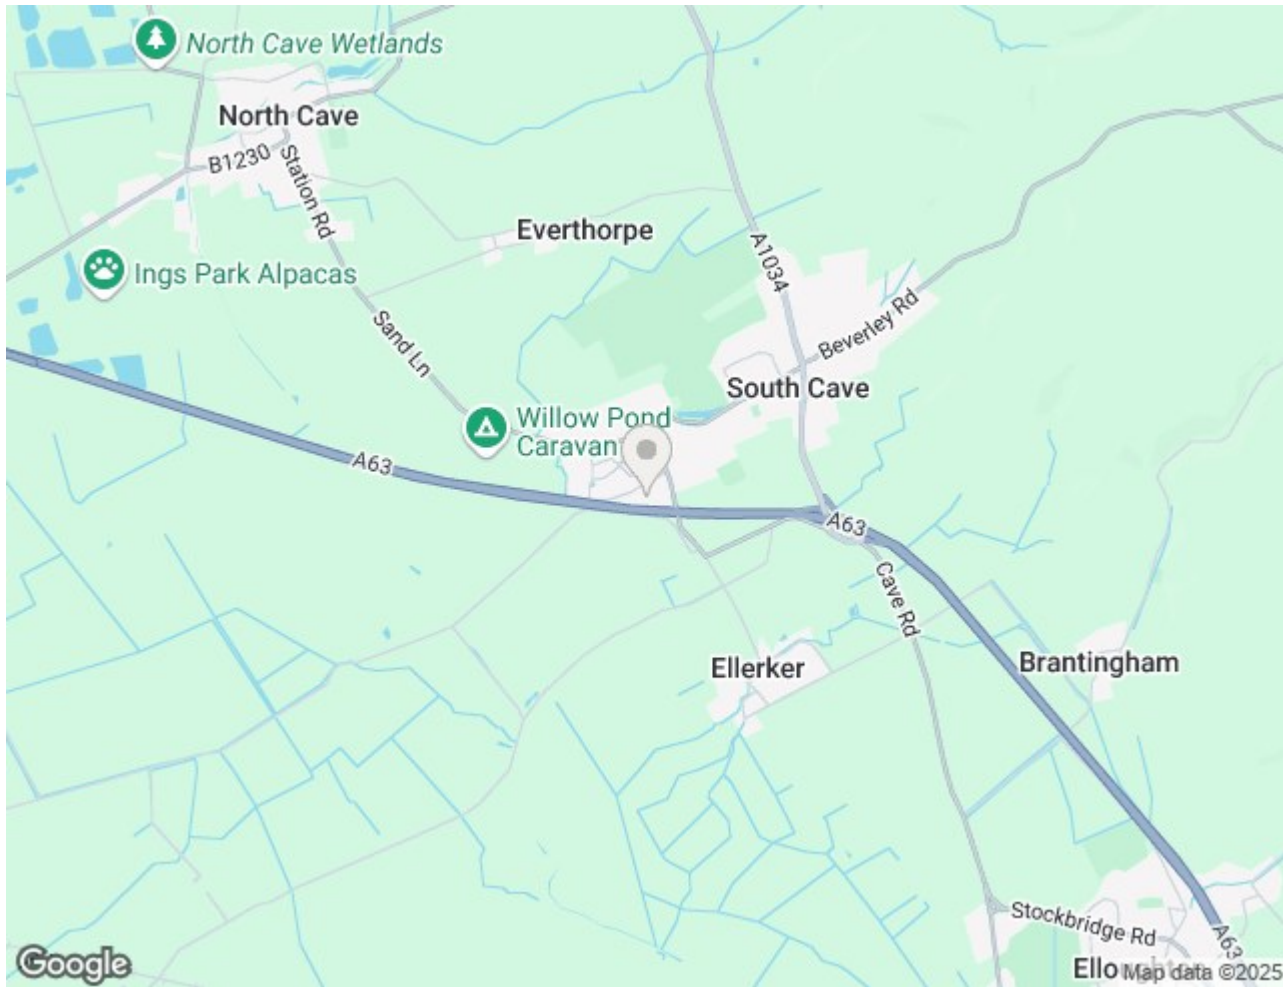 North Cave Wetlands
North Cave
B1230
Station Rd
Everthorpe
A1034
Ings Park Alpacas
Beverley Rd
Sand Ln
South Cave
Willow Pond
Caravan
A63
A63
Cave Rd
Ellerker
Brantingham
Stockbridge Rd
A63
Google
Map data ©2025